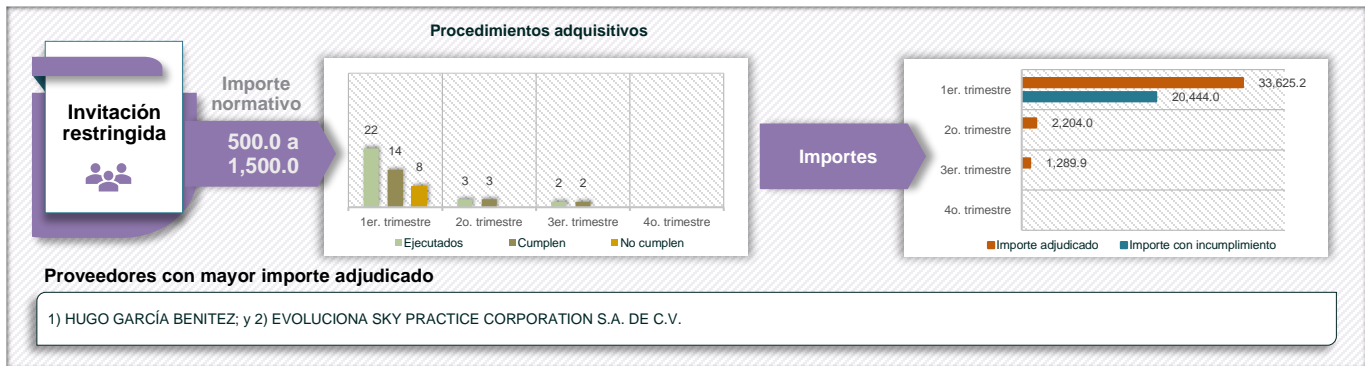 Procedimientos adquisitivos
Invitación
restringida
Importe
normativo
500.0 a
1,500.0
22
14
8
3
3
2
2
1er. trimestre
2o. trimestre
3er. trimestre
4o. trimestre
Ejecutados
Cumplen
No cumplen
Importes
1er. trimestre
33,625.2
20,444.0
2o. trimestre
2,204.0
3er. trimestre
1,289.9
4o. trimestre
Importe adjudicado
Importe con incumplimiento
Proveedores con mayor importe adjudicado
1) HUGO GARCÍA BENITEZ; y 2) EVOLUCIONA SKY PRACTICE CORPORATION S.A. DE C.V.